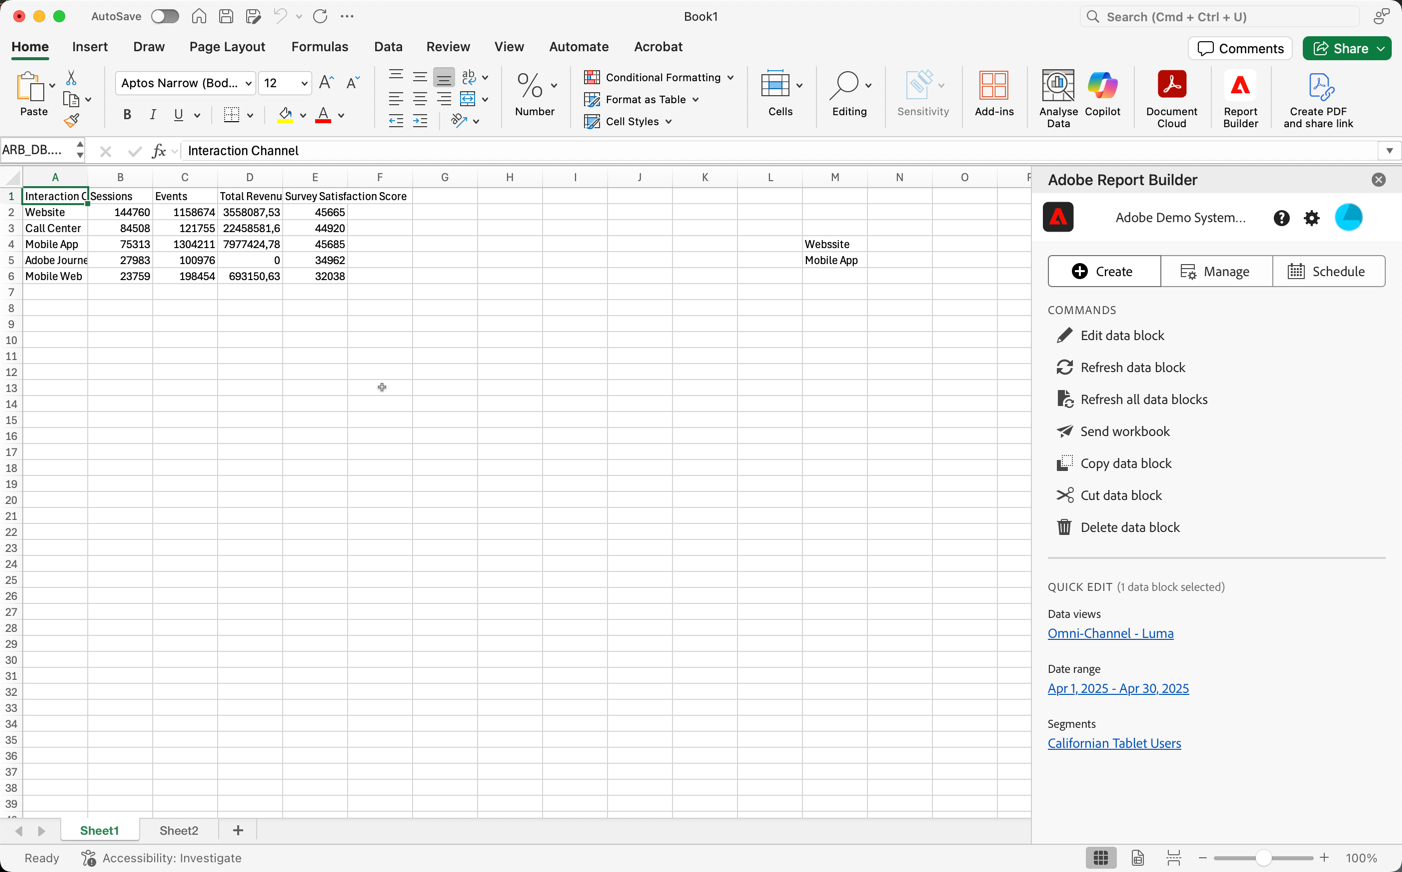 AutoSave
Book1
Search (Cmd + Ctrl + U)
Home Insert Draw Page Layout Formulas Data Review View Automate Acrobat
Comments Share
Paste
Aptos Narrow (Bod... 12
B I U
Number
Conditional Formatting
Format as Table
Cell Styles
Cells
Editing
Sensitivity
Add-ins
Analyse Data
Copilot
Document Cloud
Report Builder
Create PDF and share link
ARB_DB.... fx Interaction Channel
A B C D E F G H I J K L M N O
1 Interaction C Sessions Events Total Revenu Survey Satisfaction Score
2 Website 144760 1158674 3558087,53 45665
3 Call Center 84508 121755 22458581,6 44920
4 Mobile App 75313 1304211 7977424,78 45685 Webssite
5 Adobe Journe 27983 100976 0 34962 Mobile App
6 Mobile Web 23759 198454 693150,63 32038
7
8
9
10
11
12
13
14
15
16
17
18
19
20
21
22
23
24
25
26
27
28
29
30
31
32
33
34
35
36
37
38
39
Adobe Report Builder
Adobe Demo System...
Create Manage Schedule
COMMANDS
Edit data block
Refresh data block
Refresh all data blocks
Send workbook
Copy data block
Cut data block
Delete data block
QUICK EDIT (1 data block selected)
Data views
Omni-Channel - Luma
Date range
Apr 1, 2025 - Apr 30, 2025
Segments
Californian Tablet Users
Sheet1 Sheet2
Ready Accessibility: Investigate
100%